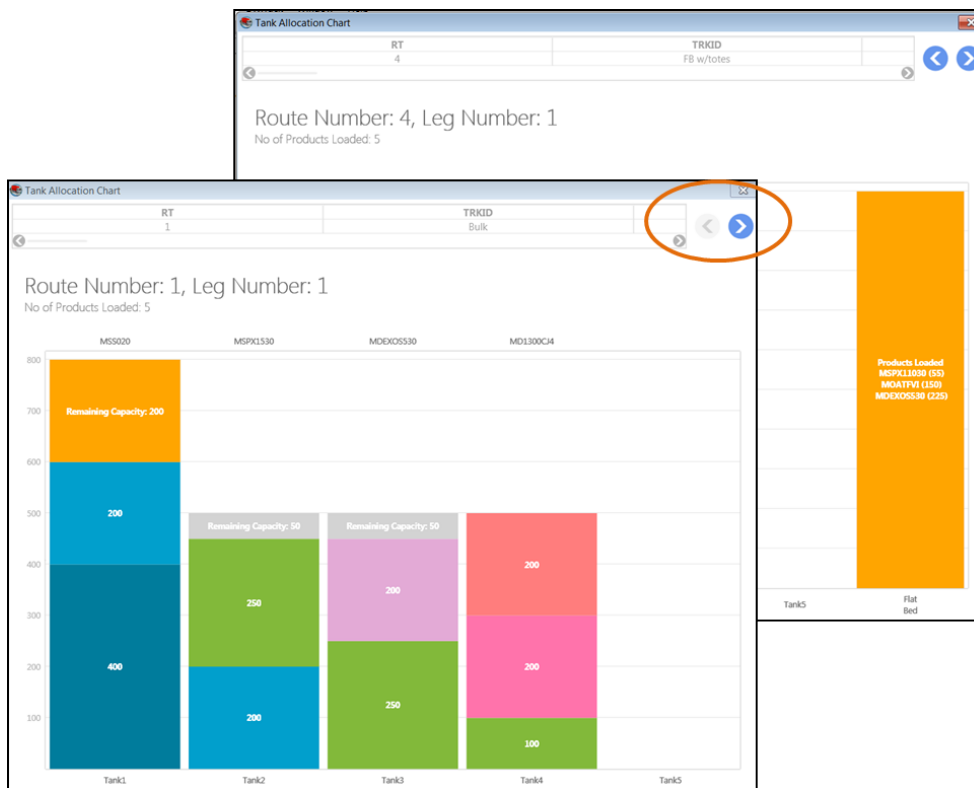 Tank Allocation Chart
RT TRKID
4 FB w/totes
Route Number: 4, Leg Number: 1
No of Products Loaded: 5
Products Loaded
MSPX11030 (55)
MOATFVI (150)
MDEXOS530 (225)
Tank5 Flat
Bed
Tank Allocation Chart
RT TRKID
1 Bulk
Route Number: 1, Leg Number: 1
No of Products Loaded: 5
MSS020 MSPX1530 MDEXOS530 MD1300CJ4
800
Remaining Capacity: 200
700
600
200
500
Remaining Capacity: 50 Remaining Capacity: 50
400
200 200
250
300
400 200
200
200 250
100
100
Tank1 Tank2 Tank3 Tank4 Tank5